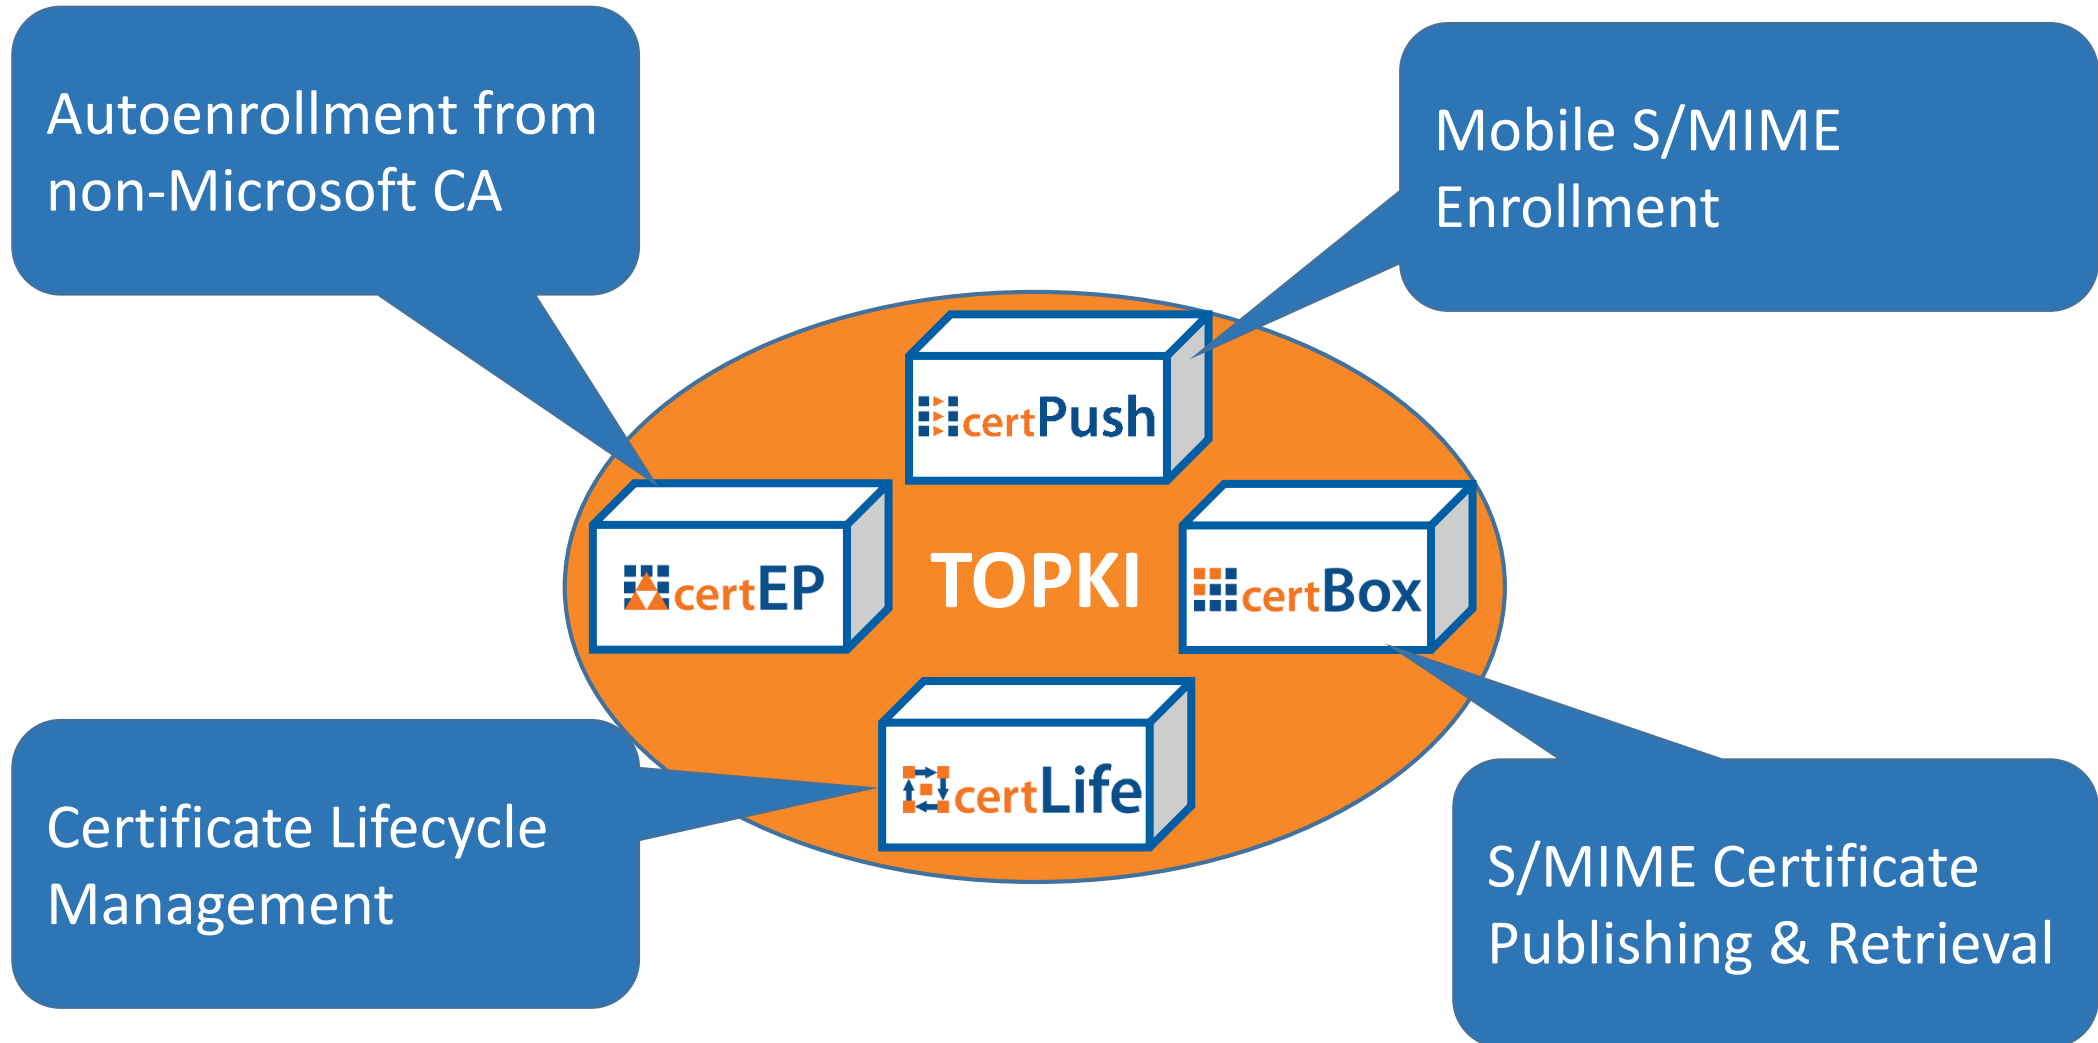 Autoenrollment from
non-Microsoft CA
Mobile S/MIME
Enrollment
certPush
certEP
TOPKI
certBox
certLife
Certificate Lifecycle
Management
S/MIME Certificate
Publishing & Retrieval